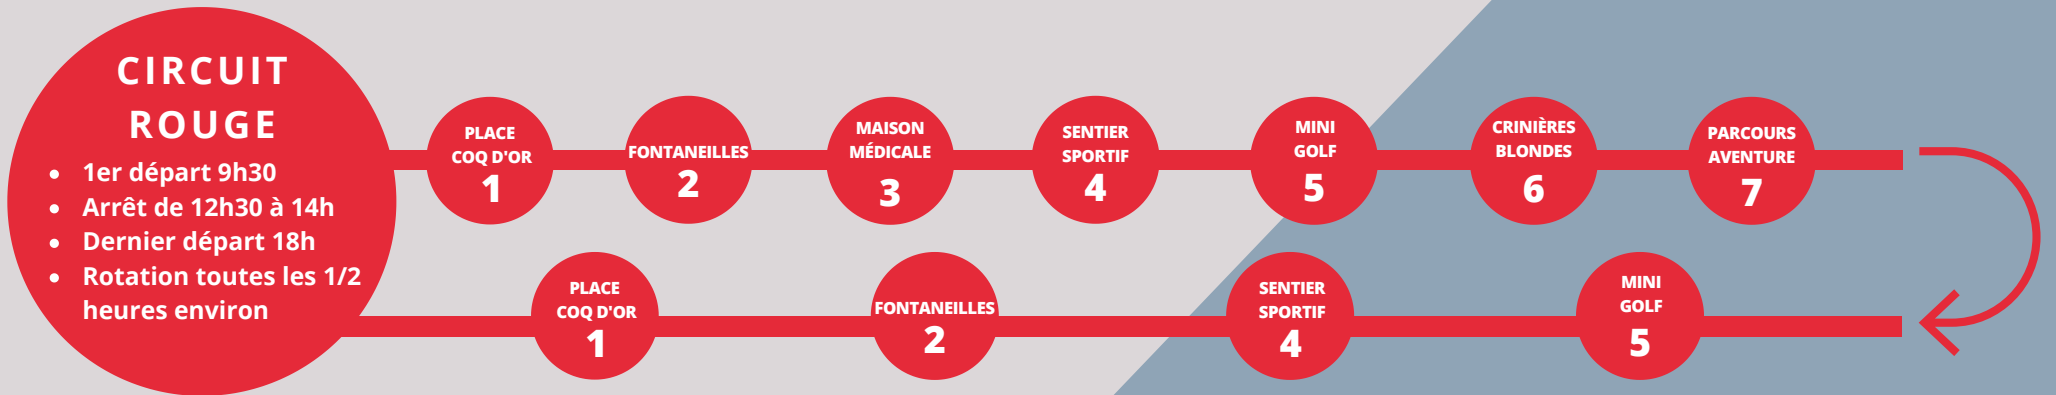 CIRCUIT
ROUGE
• 1er départ 9h30
• Arrêt de 12h30 à 14h
• Dernier départ 18h
• Rotation toutes les 1/2
heures environ
PLACE
COQ D'OR
1
FONTANEILLES
2
MAISON
MÉDICALE
3
SENTIER
SPORTIF
4
MINI
GOLF
5
CRINIÈRES
BLONDES
6
PARCOURS
AVENTURE
7
PLACE
COQ D'OR
1
FONTANEILLES
2
SENTIER
SPORTIF
4
MINI
GOLF
5